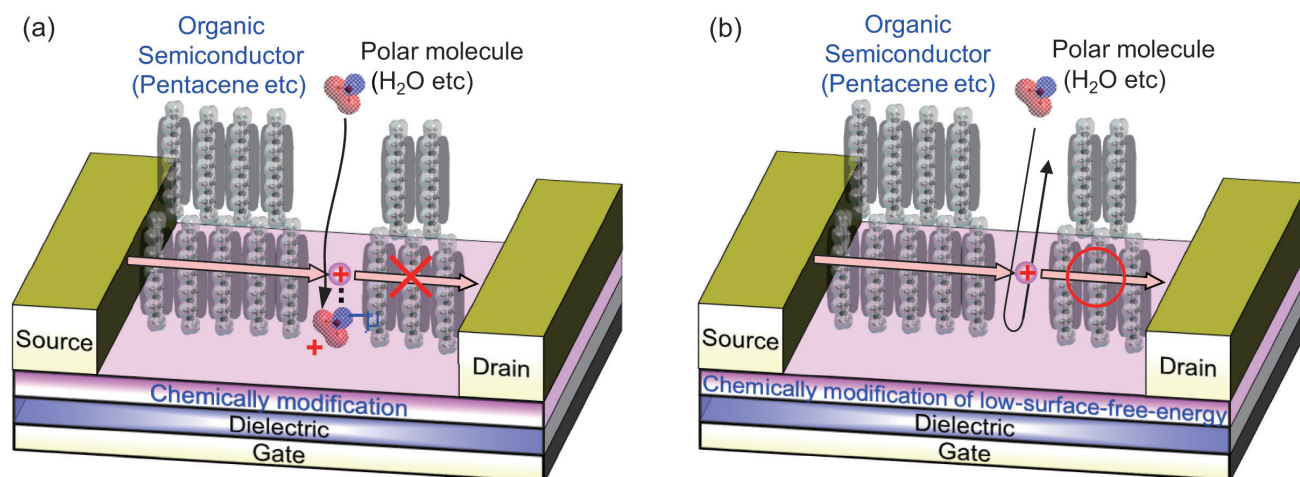 (a)
Organic
Semiconductor
(Pentacene etc)
Polar molecule
(H₂O etc)
+
+
Source
Drain
Chemically modification
Dielectric
Gate
(b)
Organic
Semiconductor
(Pentacene etc)
Polar molecule
(H₂O etc)
+
Source
Drain
Chemically modification of low-surface-free-energy
Dielectric
Gate